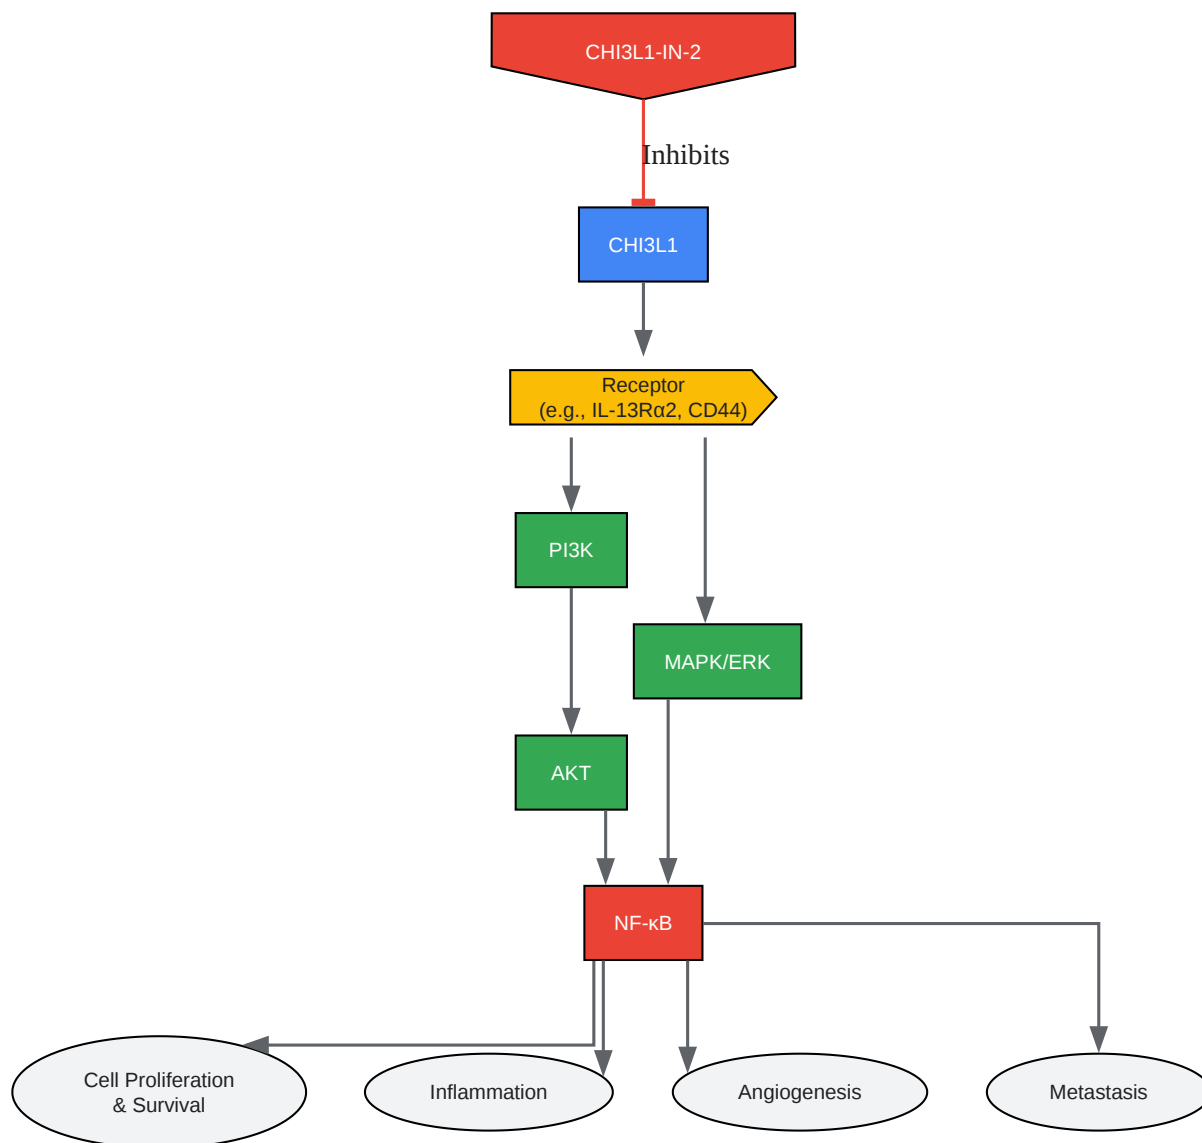 CHI3L1-IN-2
Inhibits
CHI3L1
Receptor
(e.g., IL-13Rα2, CD44)
PI3K
MAPK/ERK
AKT
NF-κB
Cell Proliferation
& Survival
Inflammation
Angiogenesis
Metastasis